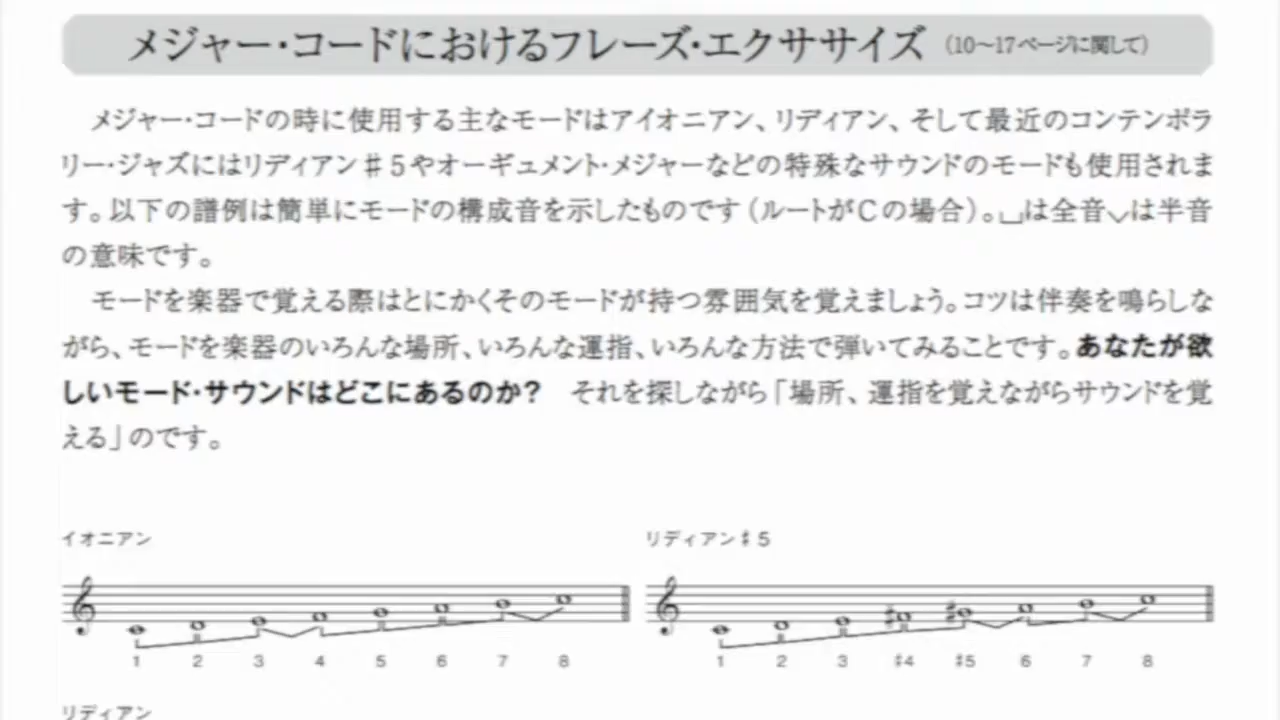 メジャー・コードにおけるフレーズ・エクササイズ（10～17ページに関して）
メジャー・コードの時に使用する主なモードはアイオニアン、リディアン、そして最近のコンテンポラ
リー・ジャズにはリディアン♯5やオーギュメント・メジャーなどの特殊なサウンドのモードも使用されま
す。以下の譜例は簡単にモードの構成音を示したものです（ルートがCの場合）。⎵は全音﹀は半音
の意味です。
モードを楽器で覚える際はとにかくそのモードが持つ雰囲気を覚えましょう。コツは伴奏を鳴らしな
がら、モードを楽器のいろんな場所、いろんな運指、いろんな方法で弾いてみることです。あなたが欲
しいモード・サウンドはどこにあるのか？　それを探しながら「場所、運指を覚えながらサウンドを覚
える」のです。
イオニアン
1 2 3 4 5 6 7 8
リディアン♯5
1 2 3 ♯4 ♯5 6 7 8
リディアン